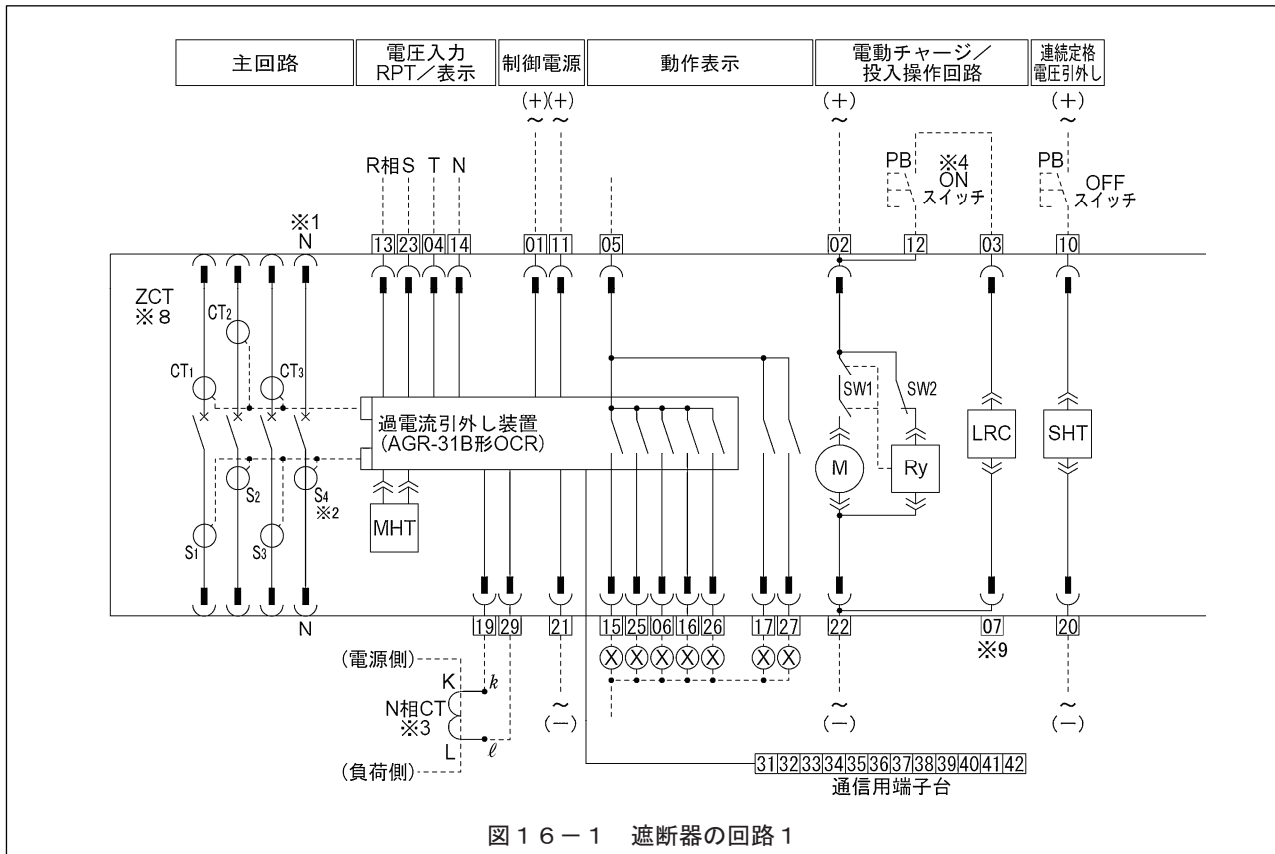 主回路
電圧入力
RPT／表示
制御電源
動作表示
電動チャージ／
投入操作回路
連続定格
電圧引外し
(+)(+)
～ ～
(+)
～
(+)
～
R相 S T N
PB
※4
ON
スイッチ
PB
OFF
スイッチ
※1
N
13 23 04 14 01 11 05 02 12 03 10
ZCT
※8
CT2
CT1
CT3
SW1
SW2
過電流引外し装置
(AGR-31B形OCR)
LRC
SHT
M
Ry
S2
S4
※2
MHT
S1
S3
N
19 29 21 15 25 06 16 26 17 27 22 07 20
※9
(電源側)
K
k
N相CT
※3
ℓ
L
(負荷側)
～
(−)
～
(−)
～
(−)
31 32 33 34 35 36 37 38 39 40 41 42
通信用端子台
図16－1 遮断器の回路1